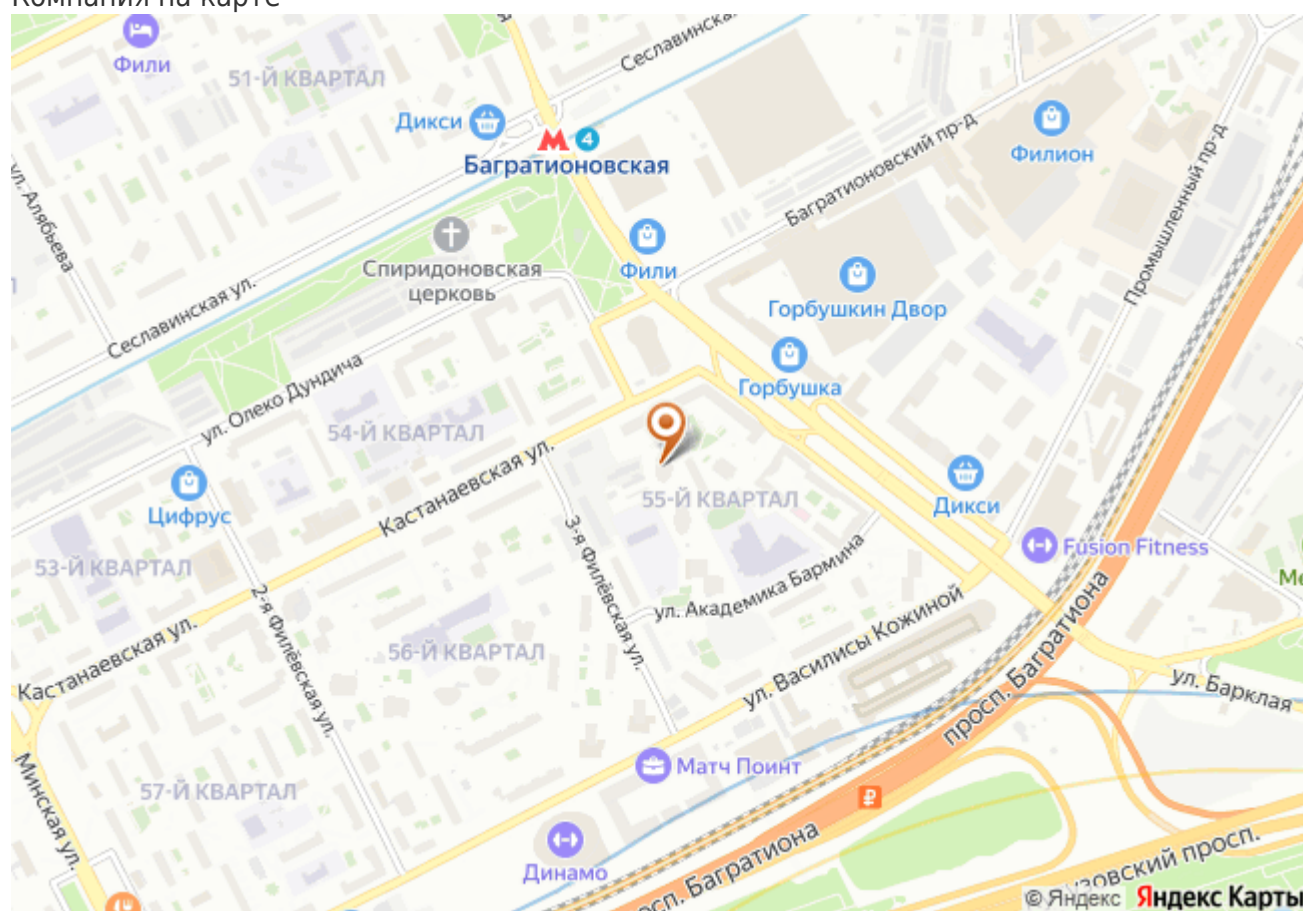 Компания на карте
Фили
51-Й КВАРТАЛ
Сеславинская
Дикси
4
Багратионовская
Филион
Багратионовский пр-д
Промышленный пр-д
ул. Алябьева
Спиридоновская
церковь
Фили
Горбушкин Двор
Сеславинская ул.
Горбушка
ул. Олеко Дундича
54-Й КВАРТАЛ
Кастанаевская ул.
Цифрус
55-Й КВАРТАЛ
Дикси
Fusion Fitness
53-Й КВАРТАЛ
3-я Филёвская ул.
ул. Академика Бармина
2-я Филёвская ул.
Кастанаевская ул.
56-Й КВАРТАЛ
ул. Василисы Кожиной
просп. Багратиона
ул. Барклая
Матч Поинт
Минская ул.
57-Й КВАРТАЛ
₽
Динамо
просп. Багратиона
узовский просп.
© Яндекс Яндекс Карты